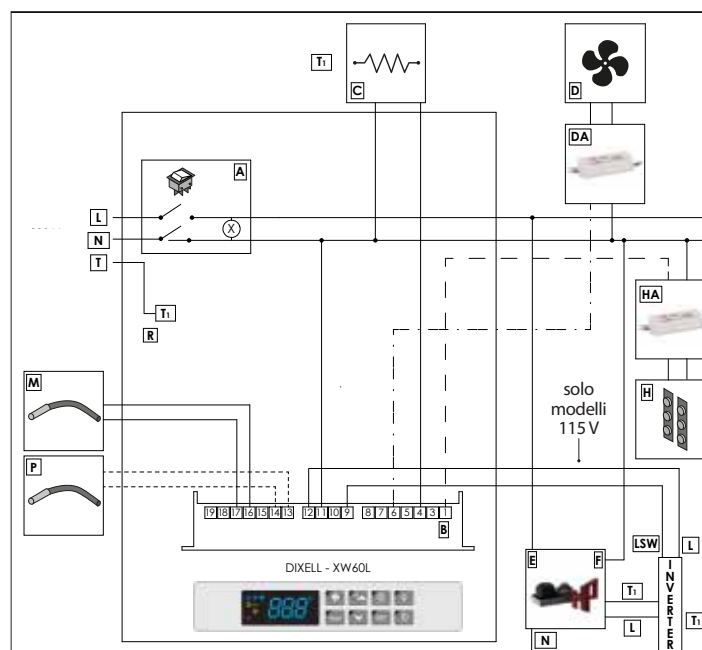 T1
C
D
DA
A
L
X
N
T
T1
R
HA
M
H
solo
modelli
115 V
P
19 18 17 16 15 14 13 12 11 10 9 8 7 6 5 4 3 1
B
DIXELL - XW60L
888
E
F
LSW
L
INVERTER
T1
L
T1
N